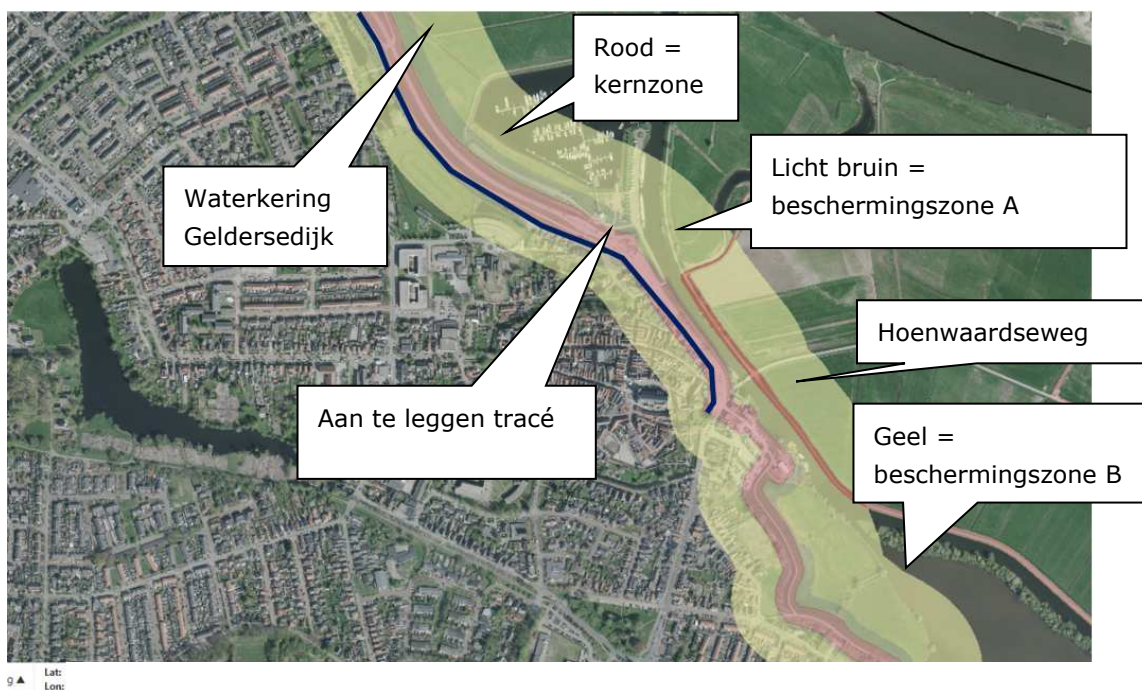 Rood =
kernzone
Licht bruin =
beschermingszone A
Waterkering
Geldersedijk
Hoenwaardseweg
Aan te leggen tracé
Geel =
beschermingszone B
g ▲
Lat:
Lon: